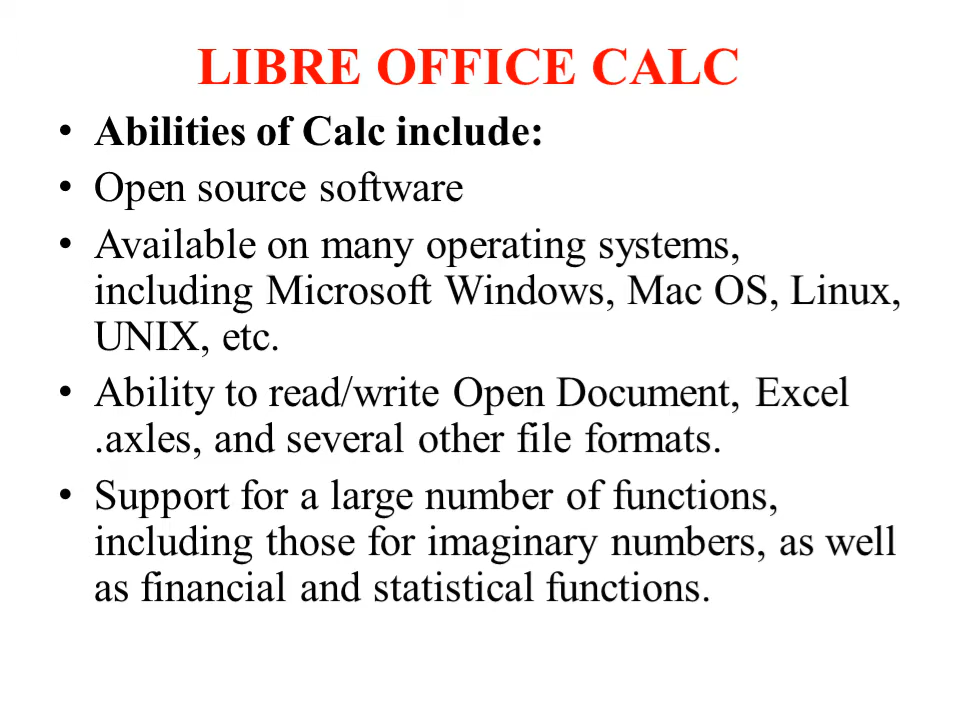 LIBRE OFFICE CALC
• Abilities of Calc include:
• Open source software
• Available on many operating systems,
including Microsoft Windows, Mac OS, Linux,
UNIX, etc.
• Ability to read/write Open Document, Excel
.axles, and several other file formats.
• Support for a large number of functions,
including those for imaginary numbers, as well
as financial and statistical functions.